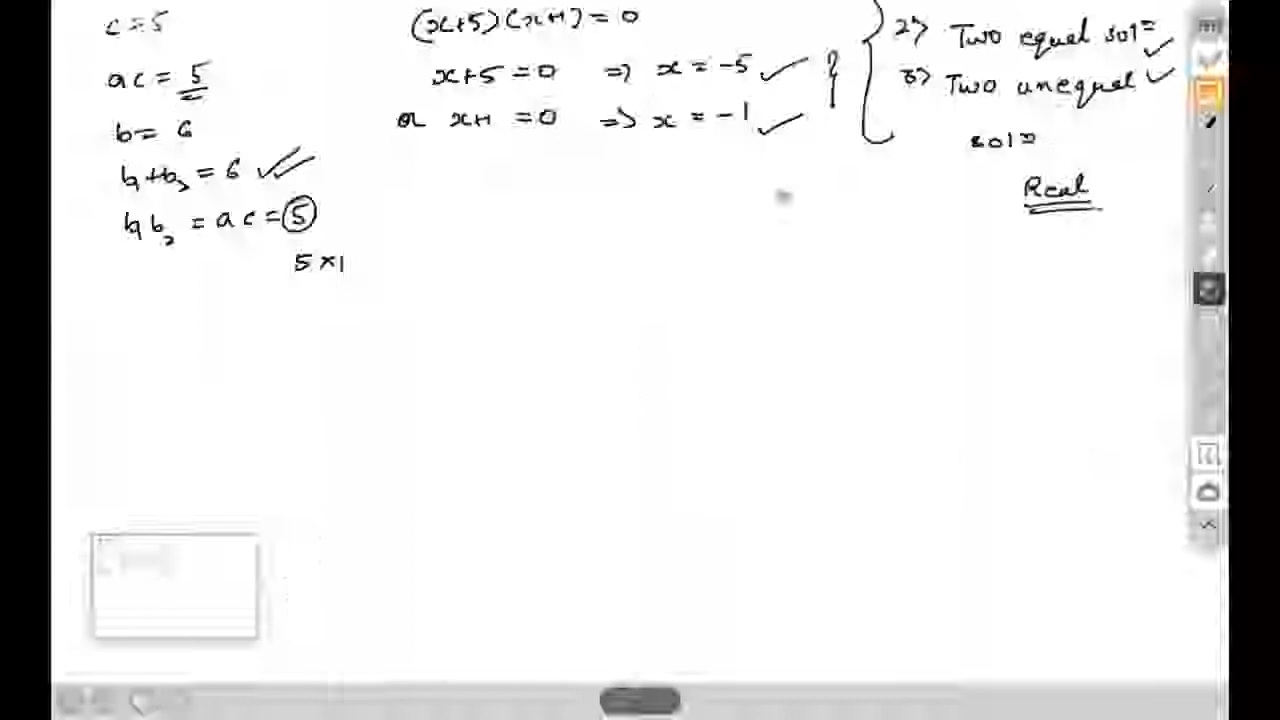 c = 5
ac = 5
b = 6
b₁+b₂ = 6
b₁b₂ = ac = 5
5×1
(x+5)(x+1) = 0
x+5 = 0 ⇒ x = -5
or x+1 = 0 ⇒ x = -1
2> Two equal sol=
3> Two unequal
sol=
Real